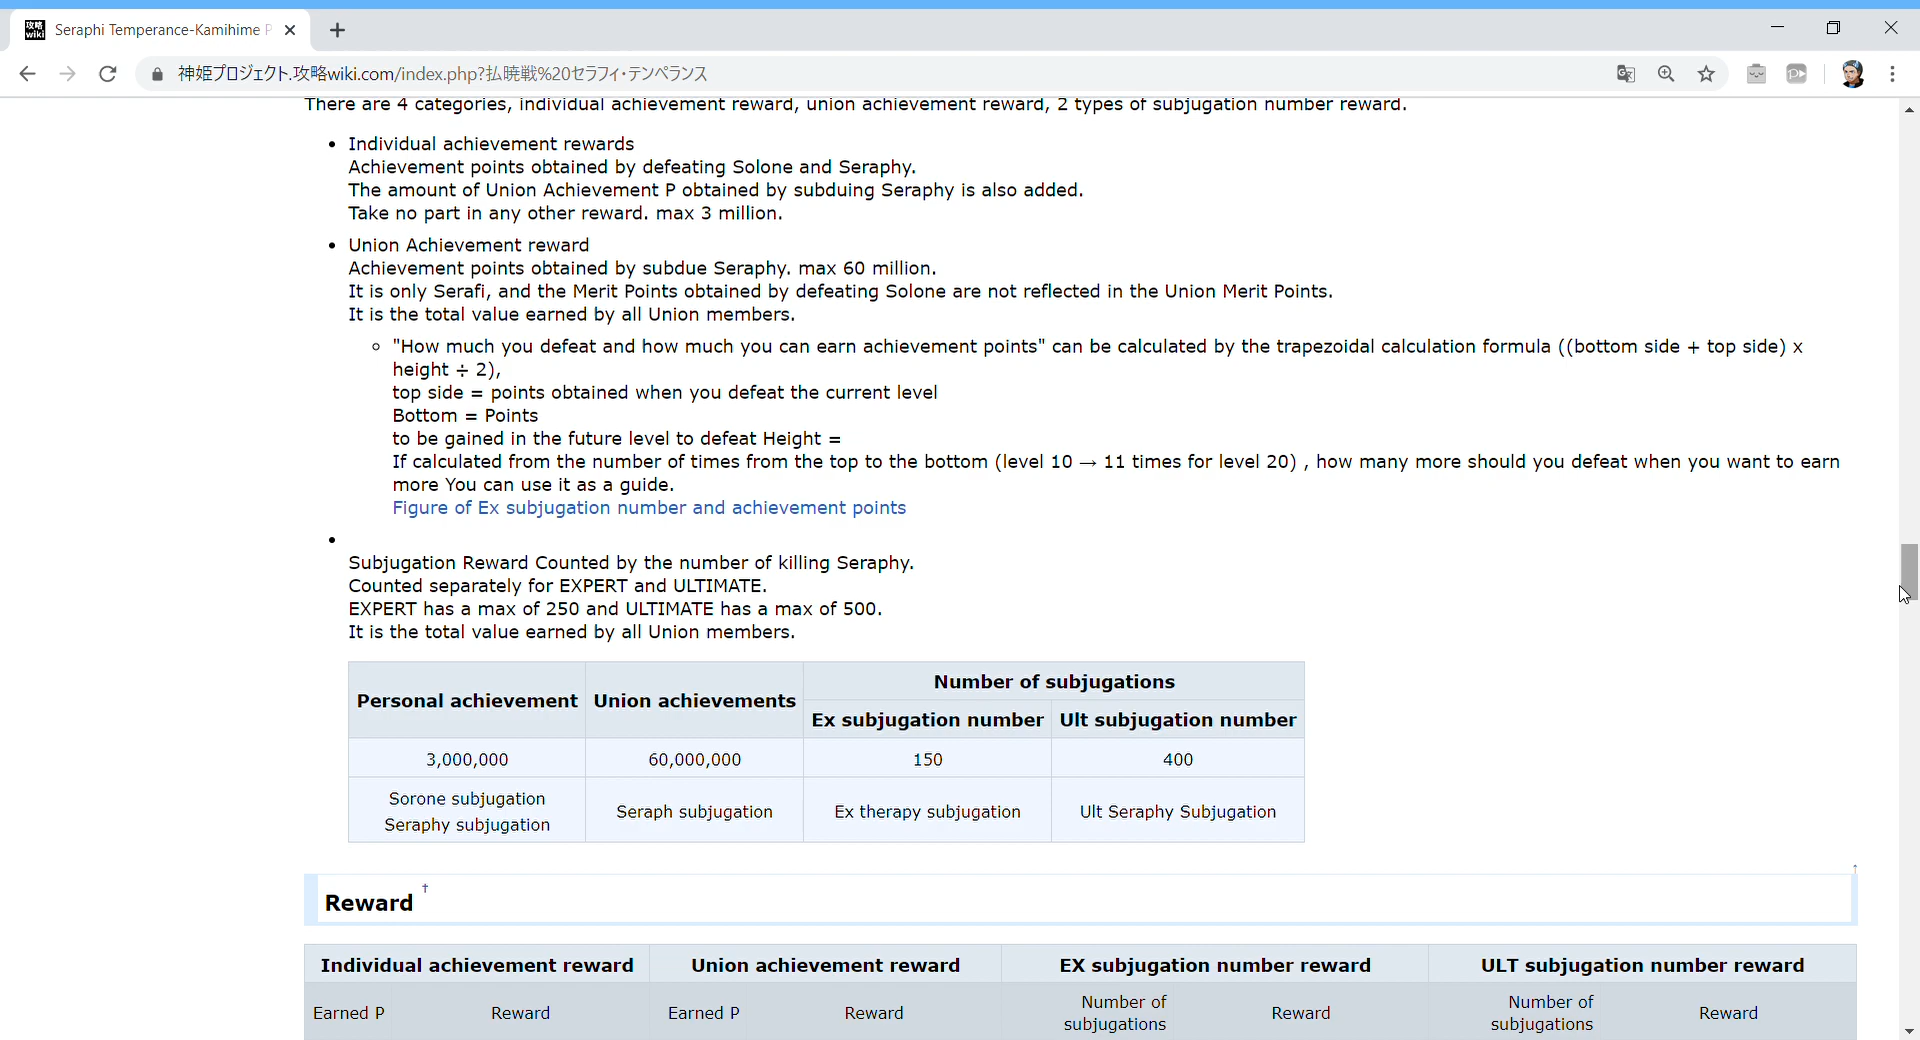 攻略
wiki
Seraphi Temperance-Kamihime P
神姫プロジェクト.攻略wiki.com/index.php?払暁戦%20セラフィ・テンペランス
There are 4 categories, individual achievement reward, union achievement reward, 2 types of subjugation number reward.
• Individual achievement rewards
Achievement points obtained by defeating Solone and Seraphy.
The amount of Union Achievement P obtained by subduing Seraphy is also added.
Take no part in any other reward. max 3 million.
• Union Achievement reward
Achievement points obtained by subdue Seraphy. max 60 million.
It is only Serafi, and the Merit Points obtained by defeating Solone are not reflected in the Union Merit Points.
It is the total value earned by all Union members.
"How much you defeat and how much you can earn achievement points" can be calculated by the trapezoidal calculation formula ((bottom side + top side) x
height ÷ 2),
top side = points obtained when you defeat the current level
Bottom = Points
to be gained in the future level to defeat Height =
If calculated from the number of times from the top to the bottom (level 10 → 11 times for level 20) , how many more should you defeat when you want to earn
more You can use it as a guide.
Figure of Ex subjugation number and achievement points
•
Subjugation Reward Counted by the number of killing Seraphy.
Counted separately for EXPERT and ULTIMATE.
EXPERT has a max of 250 and ULTIMATE has a max of 500.
It is the total value earned by all Union members.
Personal achievement Union achievements Number of subjugations
Ex subjugation number Ult subjugation number
3,000,000 60,000,000 150 400
Sorone subjugation
Seraphy subjugation Seraph subjugation Ex therapy subjugation Ult Seraphy Subjugation
↑
Reward †
Individual achievement reward Union achievement reward EX subjugation number reward ULT subjugation number reward
Earned P Reward Earned P Reward Number of subjugations Reward Number of subjugations Reward